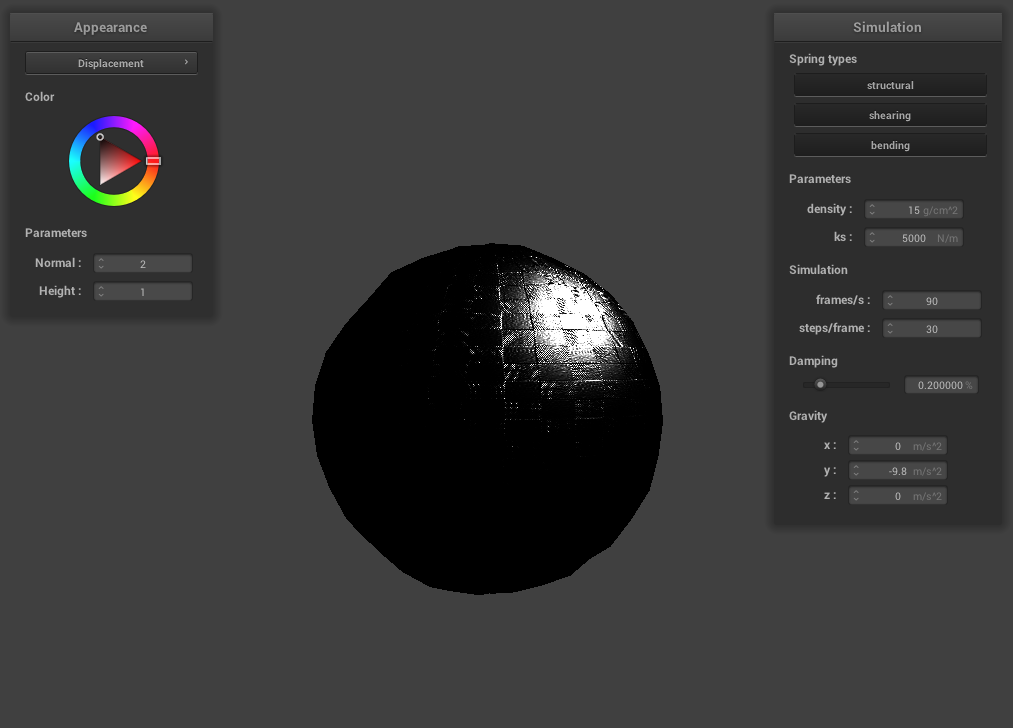 Appearance
Displacement
Color
Parameters
Normal : 2
Height : 1
Simulation
Spring types
structural
shearing
bending
Parameters
density : 15 g/cm^2
ks : 5000 N/m
Simulation
frames/s : 90
steps/frame : 30
Damping
0.200000 %
Gravity
x : 0 m/s^2
y : -9.8 m/s^2
z : 0 m/s^2